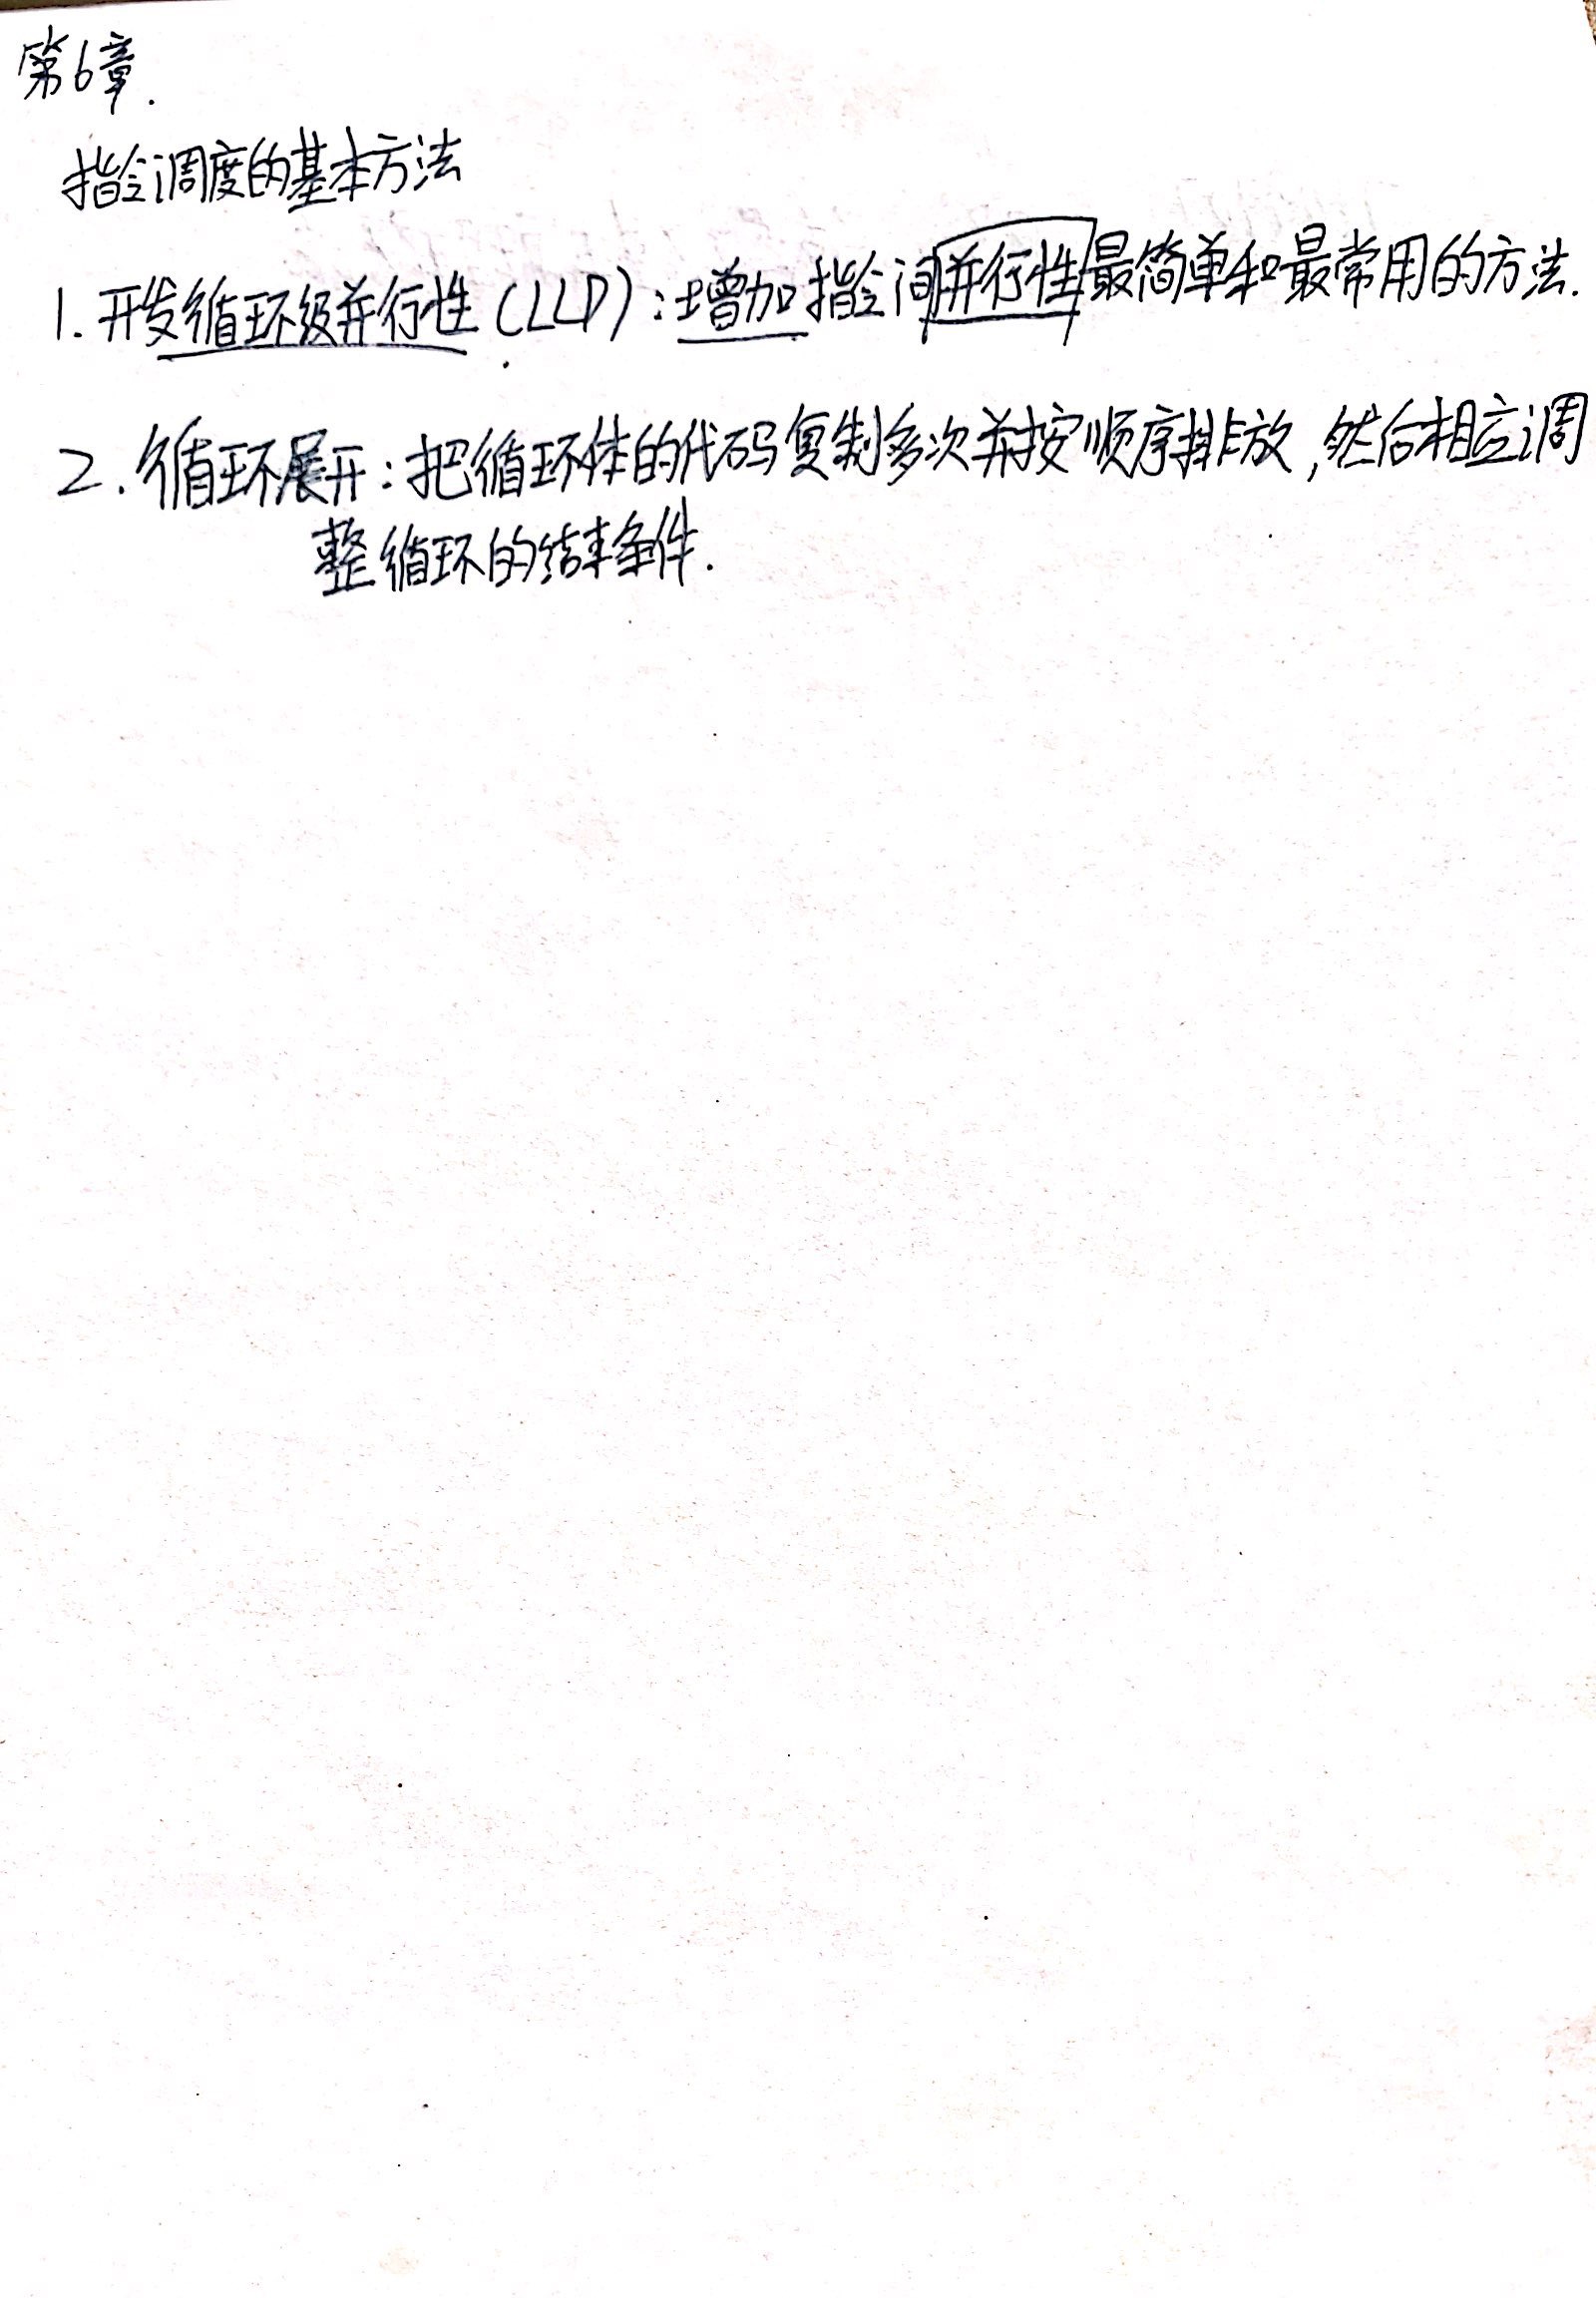 第6章.
指令调度的基本方法
1. 开发循环级并行性 (LLP): 增加指令间并行性最简单和最常用的方法.
2. 循环展开: 把循环体的代码复制多次并按顺序排放, 然后相应调
整循环的结束条件.